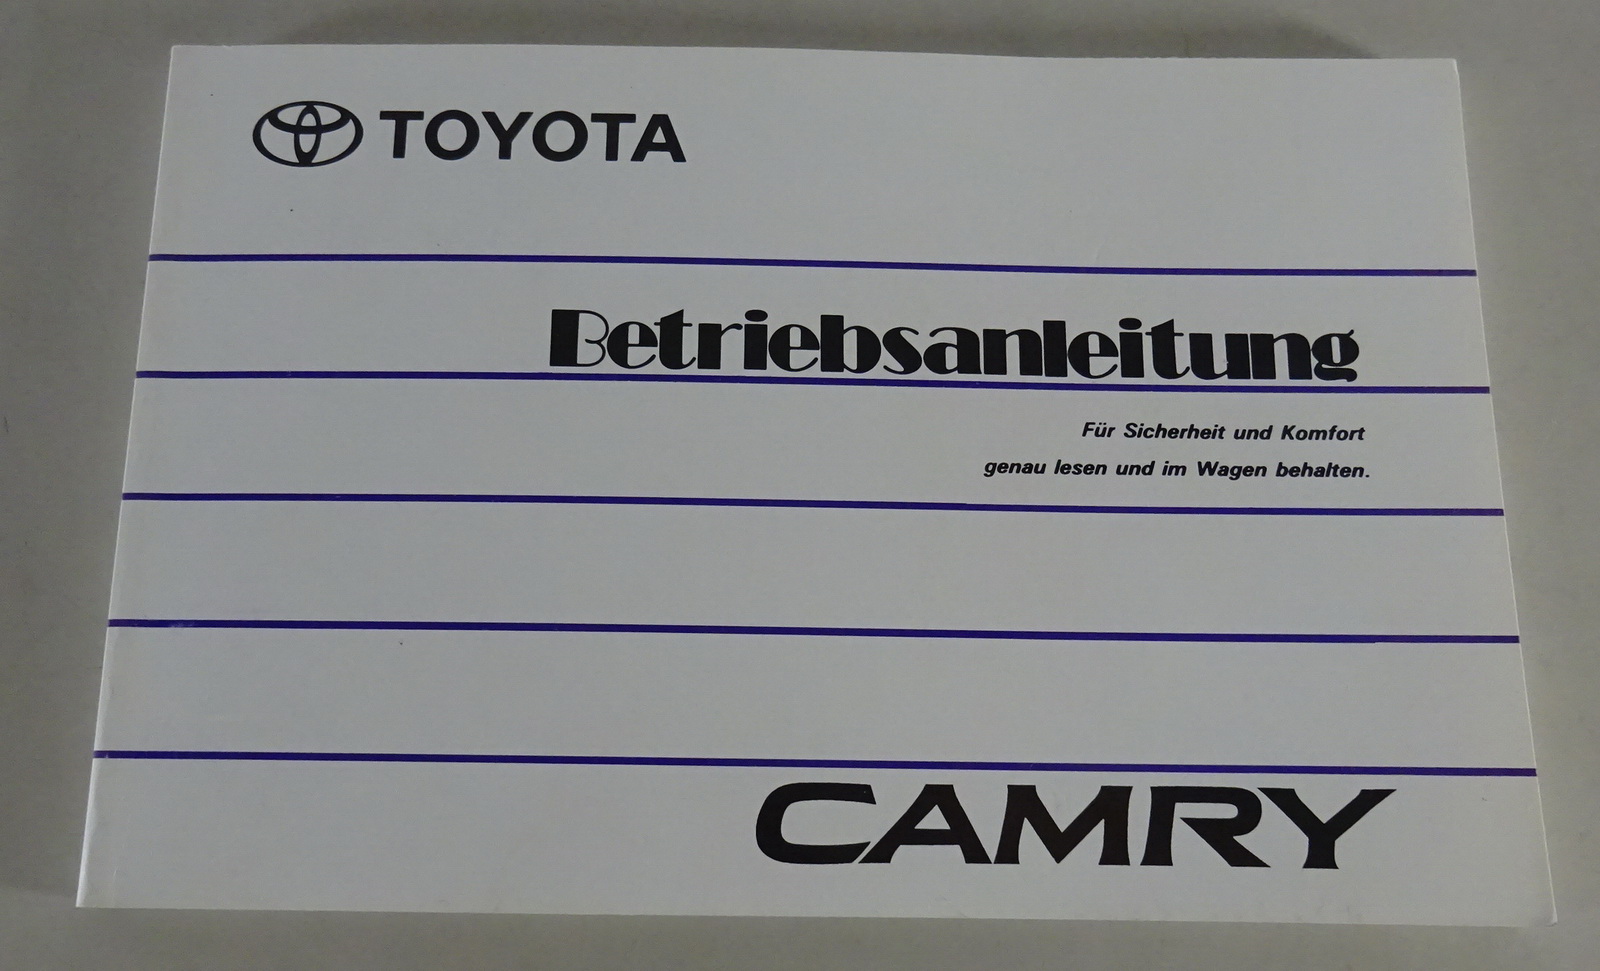 TOYOTA
Betriebsanleitung
Für Sicherheit und Komfort
genau lesen und im Wagen behalten.
CAMRY